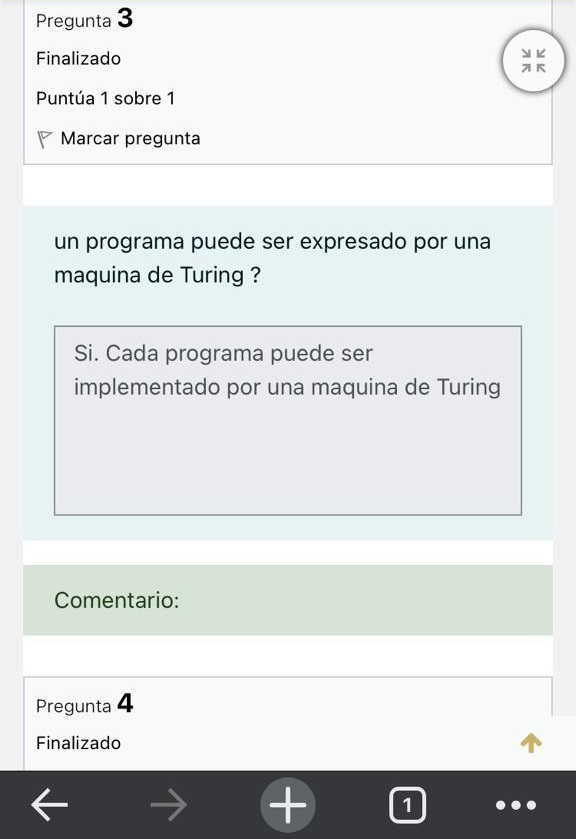 Pregunta 3
Finalizado
Puntúa 1 sobre 1
Marcar pregunta
un programa puede ser expresado por una
maquina de Turing ?
Si. Cada programa puede ser
implementado por una maquina de Turing
Comentario:
Pregunta 4
Finalizado
1